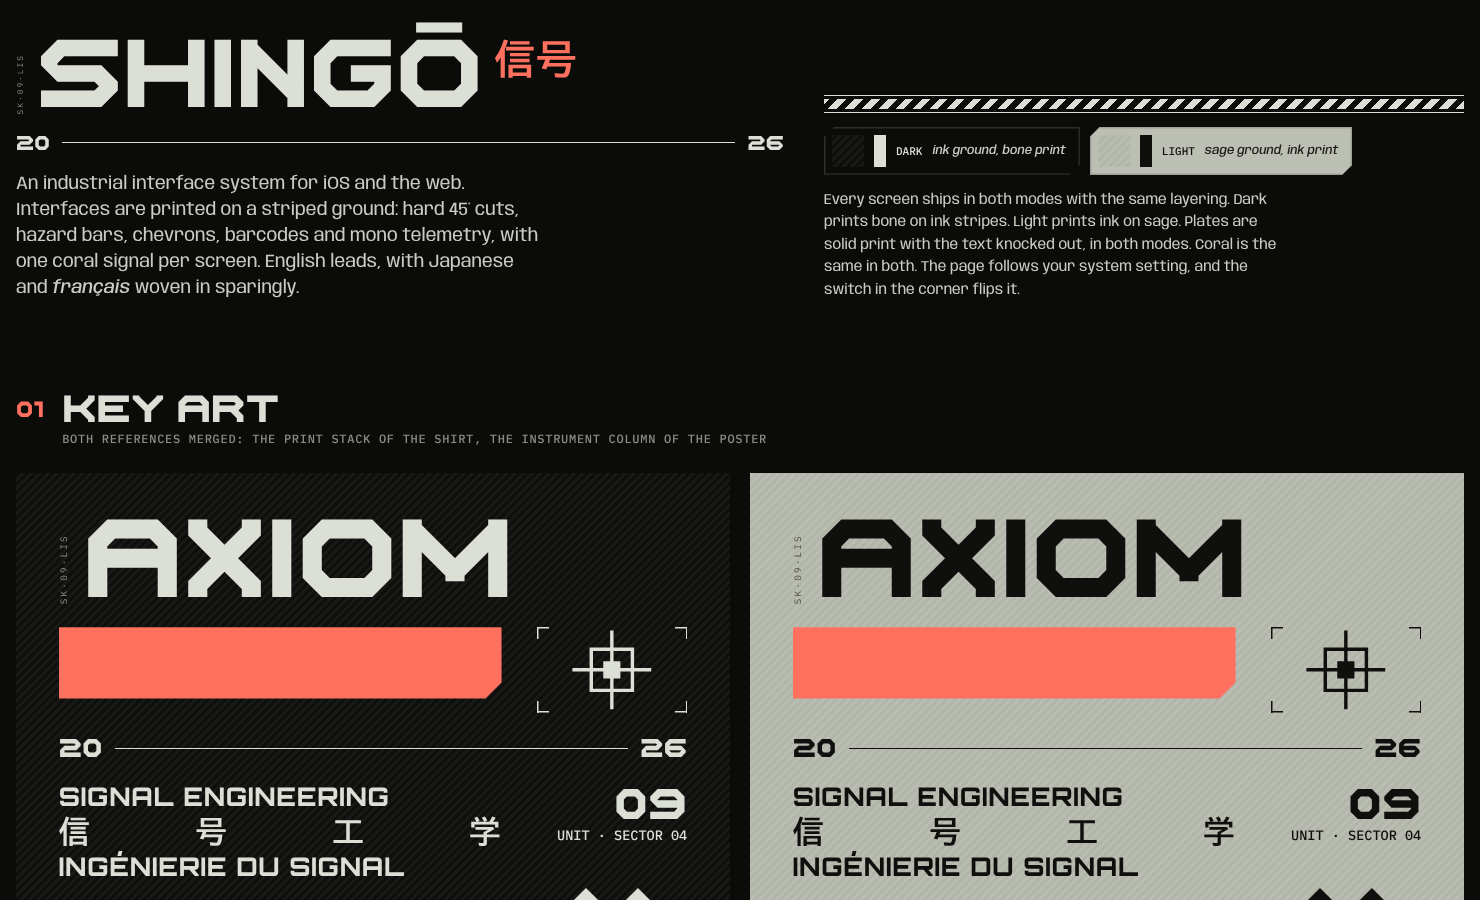 SK·09·LIS
SHINGŌ 信号
20 26
An industrial interface system for iOS and the web.
Interfaces are printed on a striped ground: hard 45° cuts,
hazard bars, chevrons, barcodes and mono telemetry, with
one coral signal per screen. English leads, with Japanese
and français woven in sparingly.
DARK ink ground, bone print
LIGHT sage ground, ink print
Every screen ships in both modes with the same layering. Dark
prints bone on ink stripes. Light prints ink on sage. Plates are
solid print with the text knocked out, in both modes. Coral is the
same in both. The page follows your system setting, and the
switch in the corner flips it.
01 KEY ART
BOTH REFERENCES MERGED: THE PRINT STACK OF THE SHIRT, THE INSTRUMENT COLUMN OF THE POSTER
SK·09·LIS
AXIOM
20 26
SIGNAL ENGINEERING
信号工学
INGÉNIERIE DU SIGNAL
09
UNIT · SECTOR 04
SK·09·LIS
AXIOM
20 26
SIGNAL ENGINEERING
信号工学
INGÉNIERIE DU SIGNAL
09
UNIT · SECTOR 04